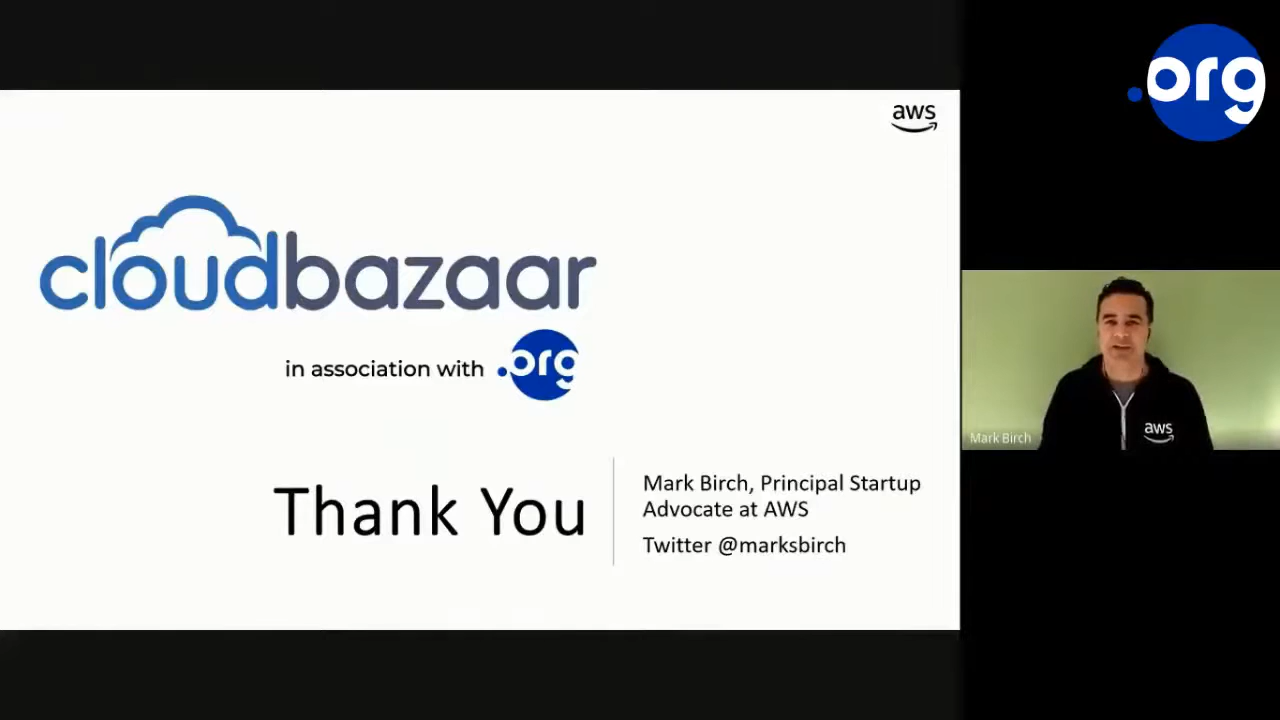 .org
aws
cloudbazaar
in association with .org
Thank You
Mark Birch, Principal Startup
Advocate at AWS
Twitter @marksbirch
aws
Mark Birch